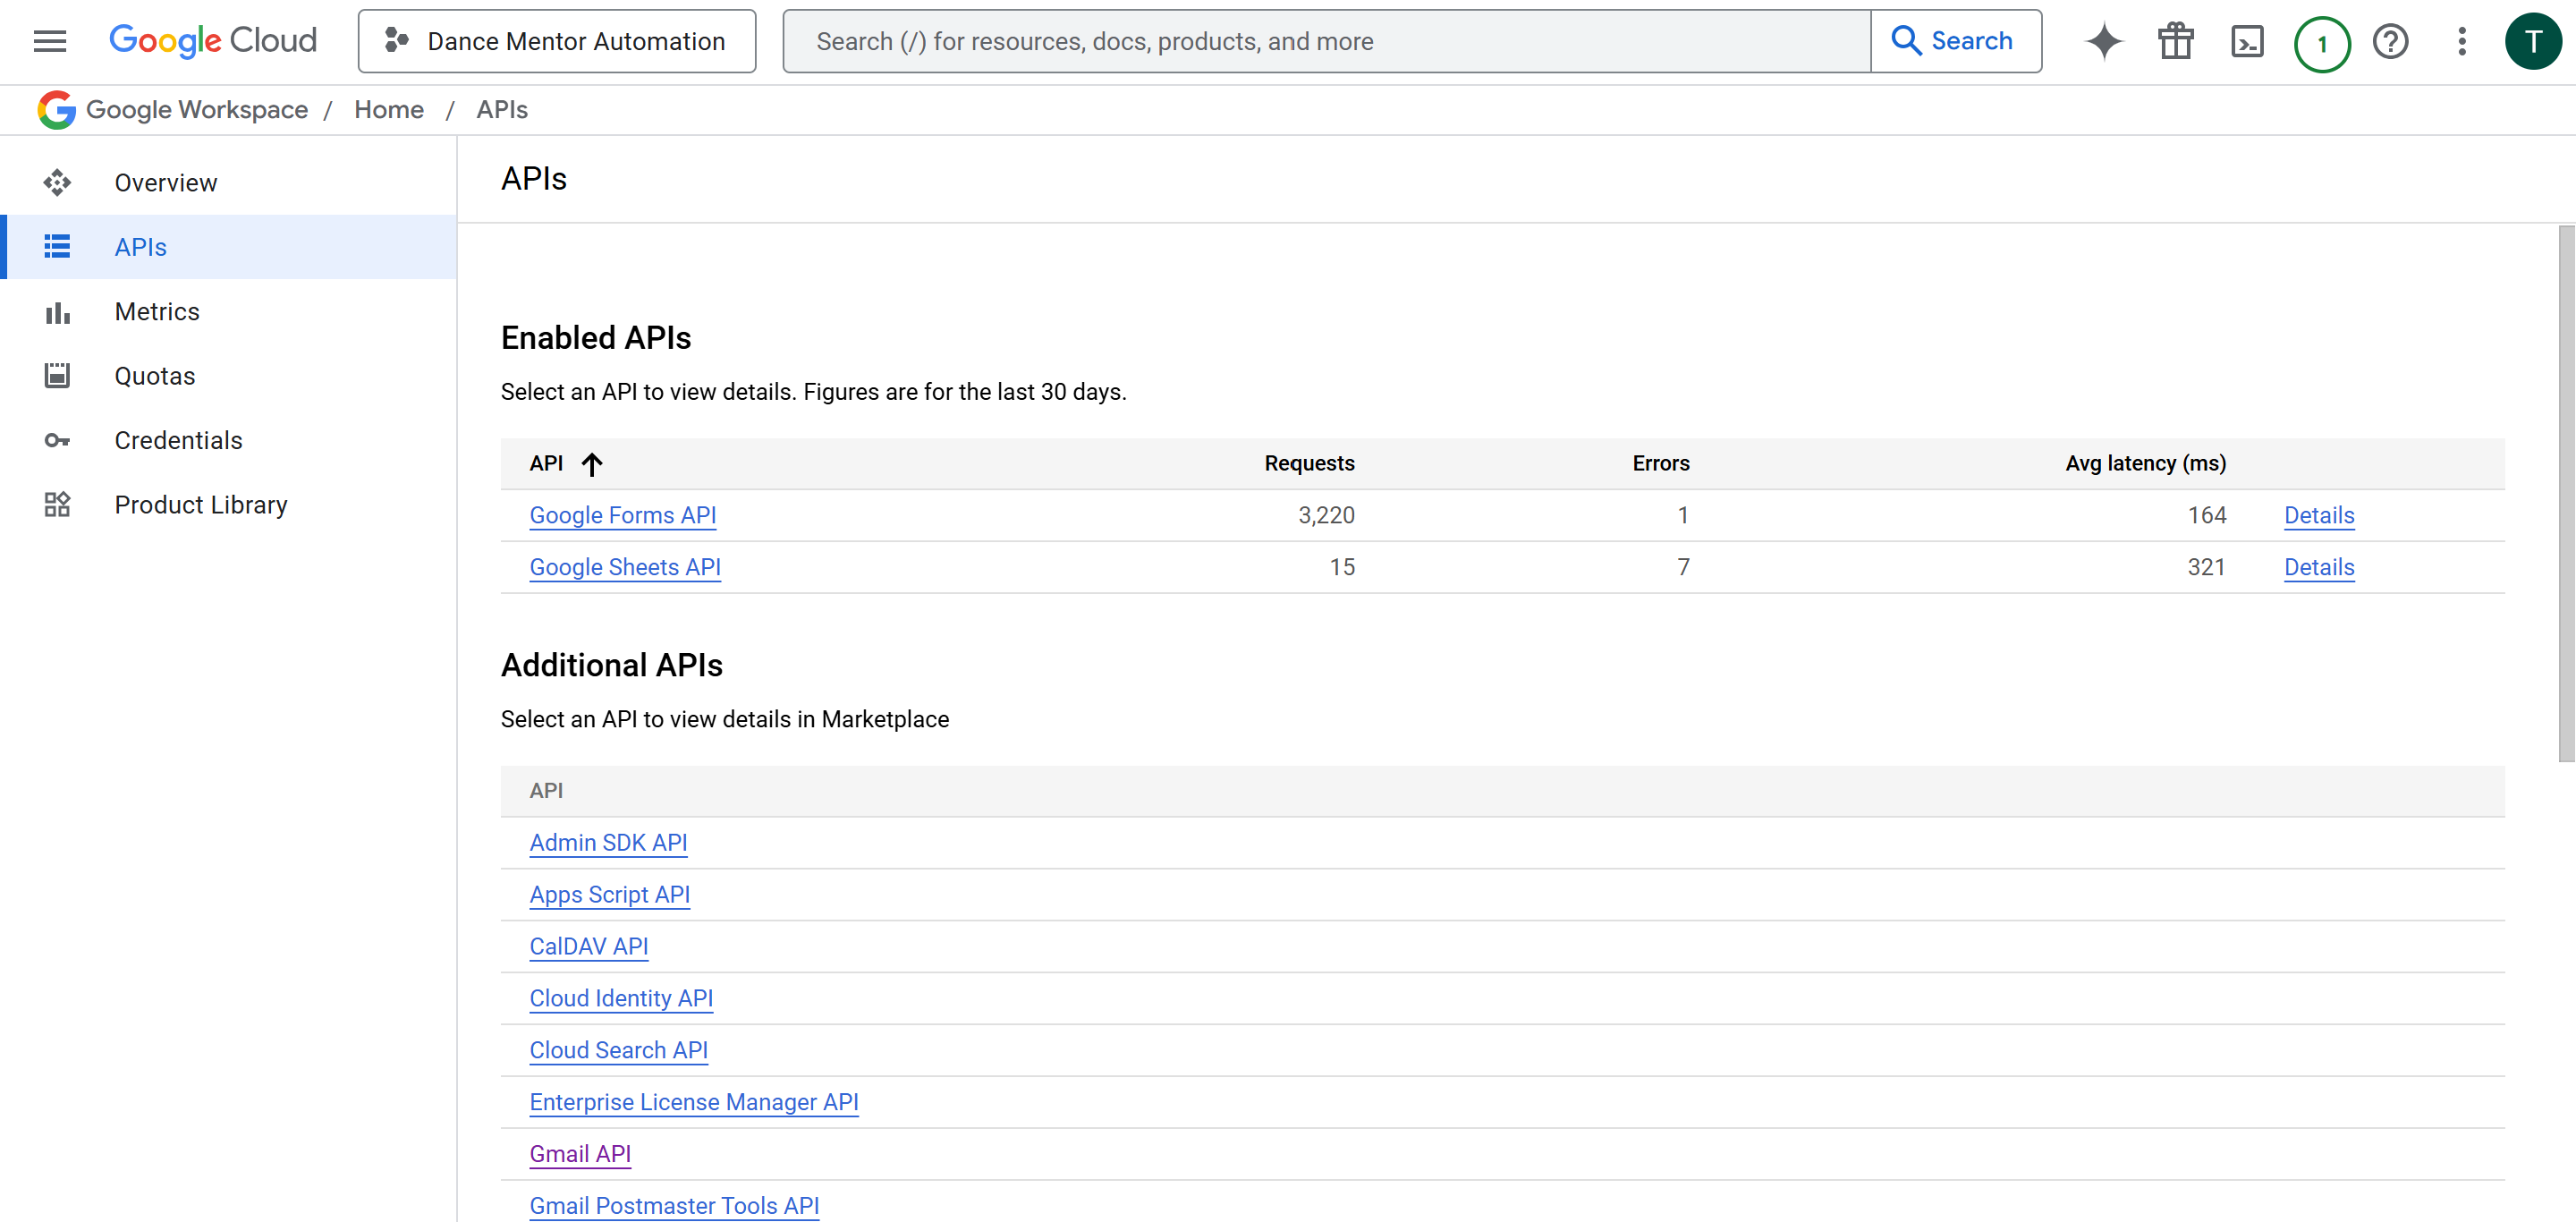 Google Cloud
Dance Mentor Automation
Search (/) for resources, docs, products, and more
Search
1
T
Google Workspace / Home / APIs
Overview
APIs
Metrics
Quotas
Credentials
Product Library
APIs
Enabled APIs
Select an API to view details. Figures are for the last 30 days.
API Requests Errors Avg latency (ms)
Google Forms API 3,220 1 164 Details
Google Sheets API 15 7 321 Details
Additional APIs
Select an API to view details in Marketplace
API
Admin SDK API
Apps Script API
CalDAV API
Cloud Identity API
Cloud Search API
Enterprise License Manager API
Gmail API
Gmail Postmaster Tools API